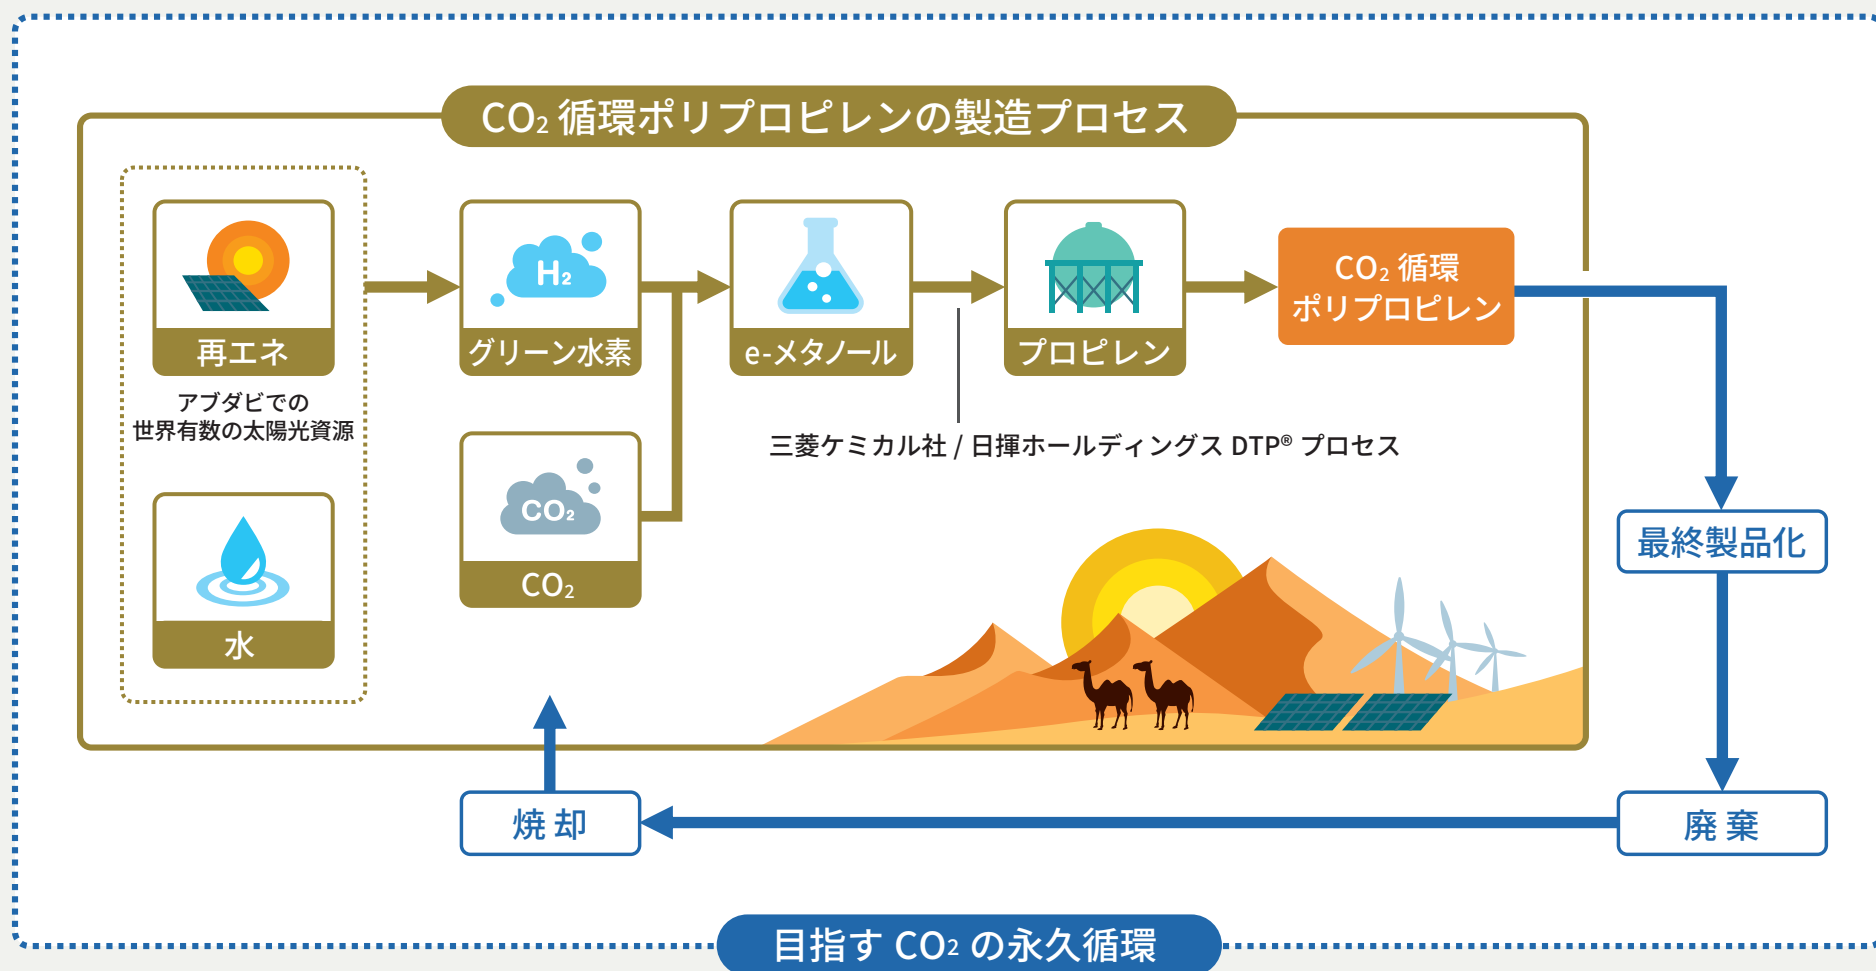 CO₂ 循環ポリプロピレンの製造プロセス
再エネ
アブダビでの
世界有数の太陽光資源
水
H₂
グリーン水素
CO₂
CO₂
e-メタノール
プロピレン
三菱ケミカル社 / 日揮ホールディングス DTP® プロセス
CO₂ 循環
ポリプロピレン
最終製品化
廃棄
焼却
目指す CO₂ の永久循環